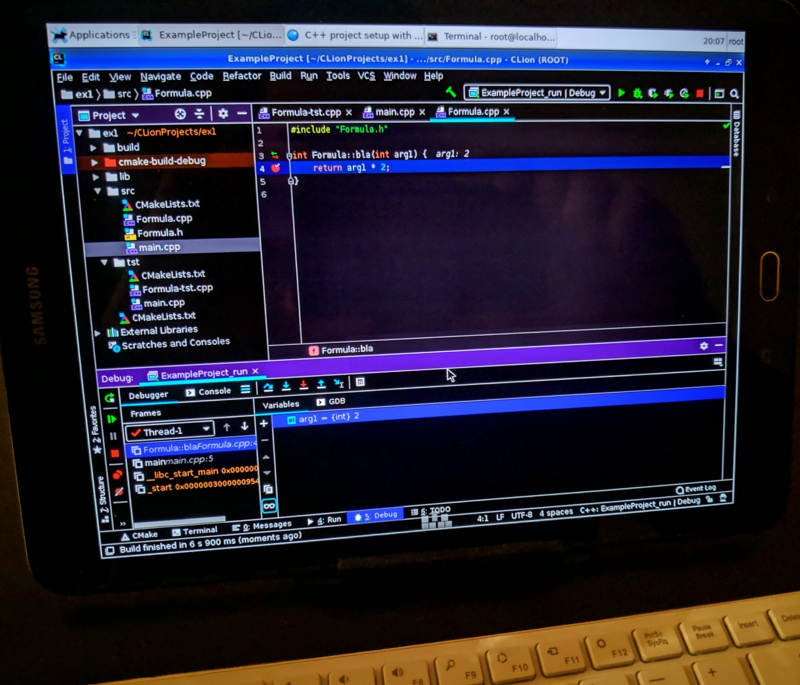 Applications
ExampleProject [~/CLio...
C++ project setup with ...
Terminal - root@localho...
20:07
root
ExampleProject [~/CLionProjects/ex1] - .../src/Formula.cpp - CLion (ROOT)
File Edit View Navigate Code Refactor Build Run Tools VCS Window Help
ex1 src Formula.cpp
ExampleProject_run | Debug
Project
Formula-tst.cpp × main.cpp × Formula.cpp ×
1: Project
Database
ex1 ~/CLionProjects/ex1
build
cmake-build-debug
lib
src
CMakeLists.txt
Formula.cpp
Formula.h
main.cpp
tst
CMakeLists.txt
Formula-tst.cpp
main.cpp
CMakeLists.txt
External Libraries
Scratches and Consoles
1 #include "Formula.h"
2
3 int Formula::bla(int arg1) { arg1: 2
4 return arg1 * 2;
5 }
6
f Formula::bla
SAMSUNG
Debug: ExampleProject_run ×
Debugger Console
Frames
Variables GDB
Thread-1
arg1 = {int} 2
Formula::bla Formula.cpp:4
main main.cpp:5
__libc_start_main 0x000000
_start 0x0000003000000954
2: Favorites
Z: Structure
Event Log
CMake Terminal 0: Messages 4: Run 5: Debug 6: TODO
Build finished in 6 s 900 ms (moments ago)
4:1 LF UTF-8 4 spaces C++: ExampleProject_run | Debug
F8 F9 F10 F11 F12
PrtSc
SysRq
Pause
Break
Insert